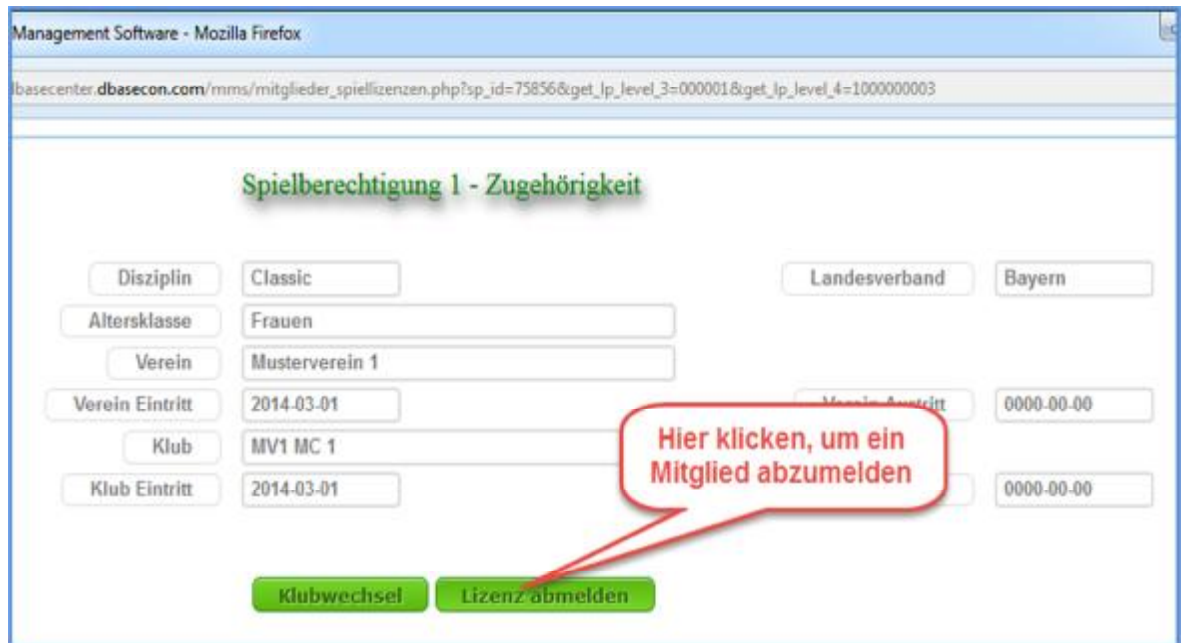 Management Software - Mozilla Firefox
basecenter.dbasecon.com/mms/mitglieder_spiellizenzen.php?sp_id=75856&get_lp_level_3=000001&get_lp_level_4=1000000003
Spielberechtigung 1 - Zugehörigkeit
Disziplin Classic Landesverband Bayern
Altersklasse Frauen
Verein Musterverein 1
Verein Eintritt 2014-03-01 Verein Austritt 0000-00-00
Hier klicken, um ein
Mitglied abzumelden
Klub MV1 MC 1
Klub Eintritt 2014-03-01 0000-00-00
Klubwechsel Lizenz abmelden